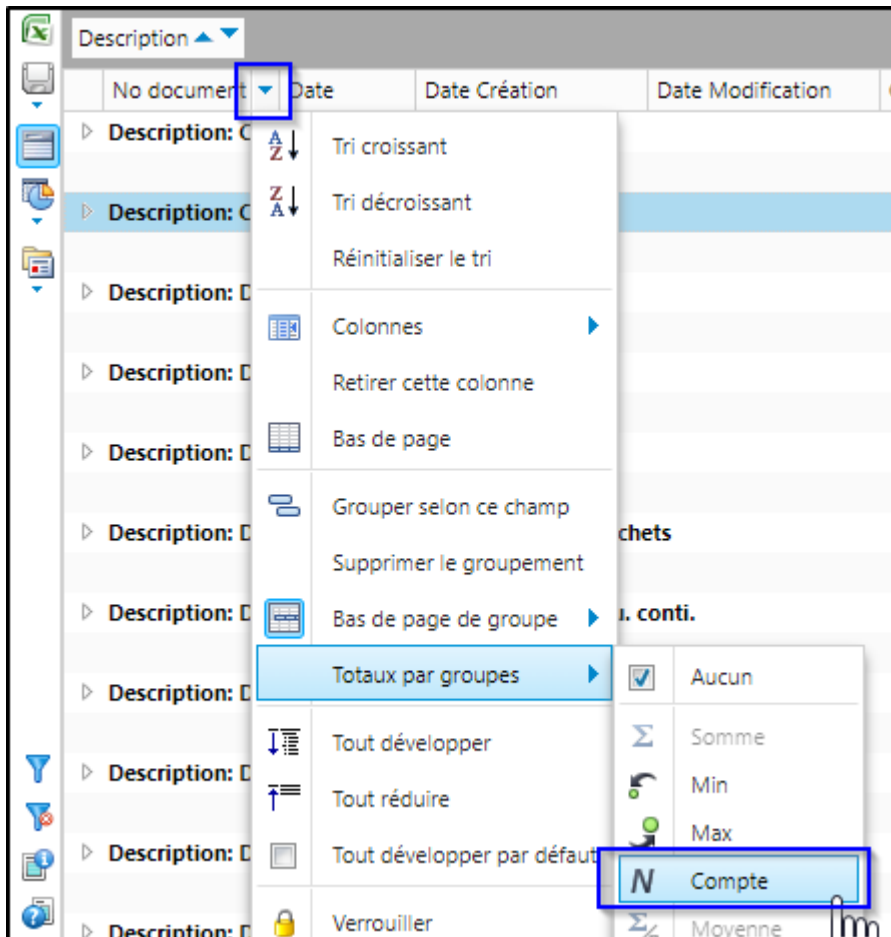 Description
No document Date Date Création Date Modification
Description: C
Description: C
Description: D
Description: D
Description: D
Description: D chets
Description: D u. conti.
Description: D
Description: D
Description: D
Description: D
Tri croissant
Tri décroissant
Réinitialiser le tri
Colonnes
Retirer cette colonne
Bas de page
Grouper selon ce champ
Supprimer le groupement
Bas de page de groupe
Totaux par groupes
Tout développer
Tout réduire
Tout développer par défaut
Verrouiller
Aucun
Somme
Min
Max
Compte
Moyenne